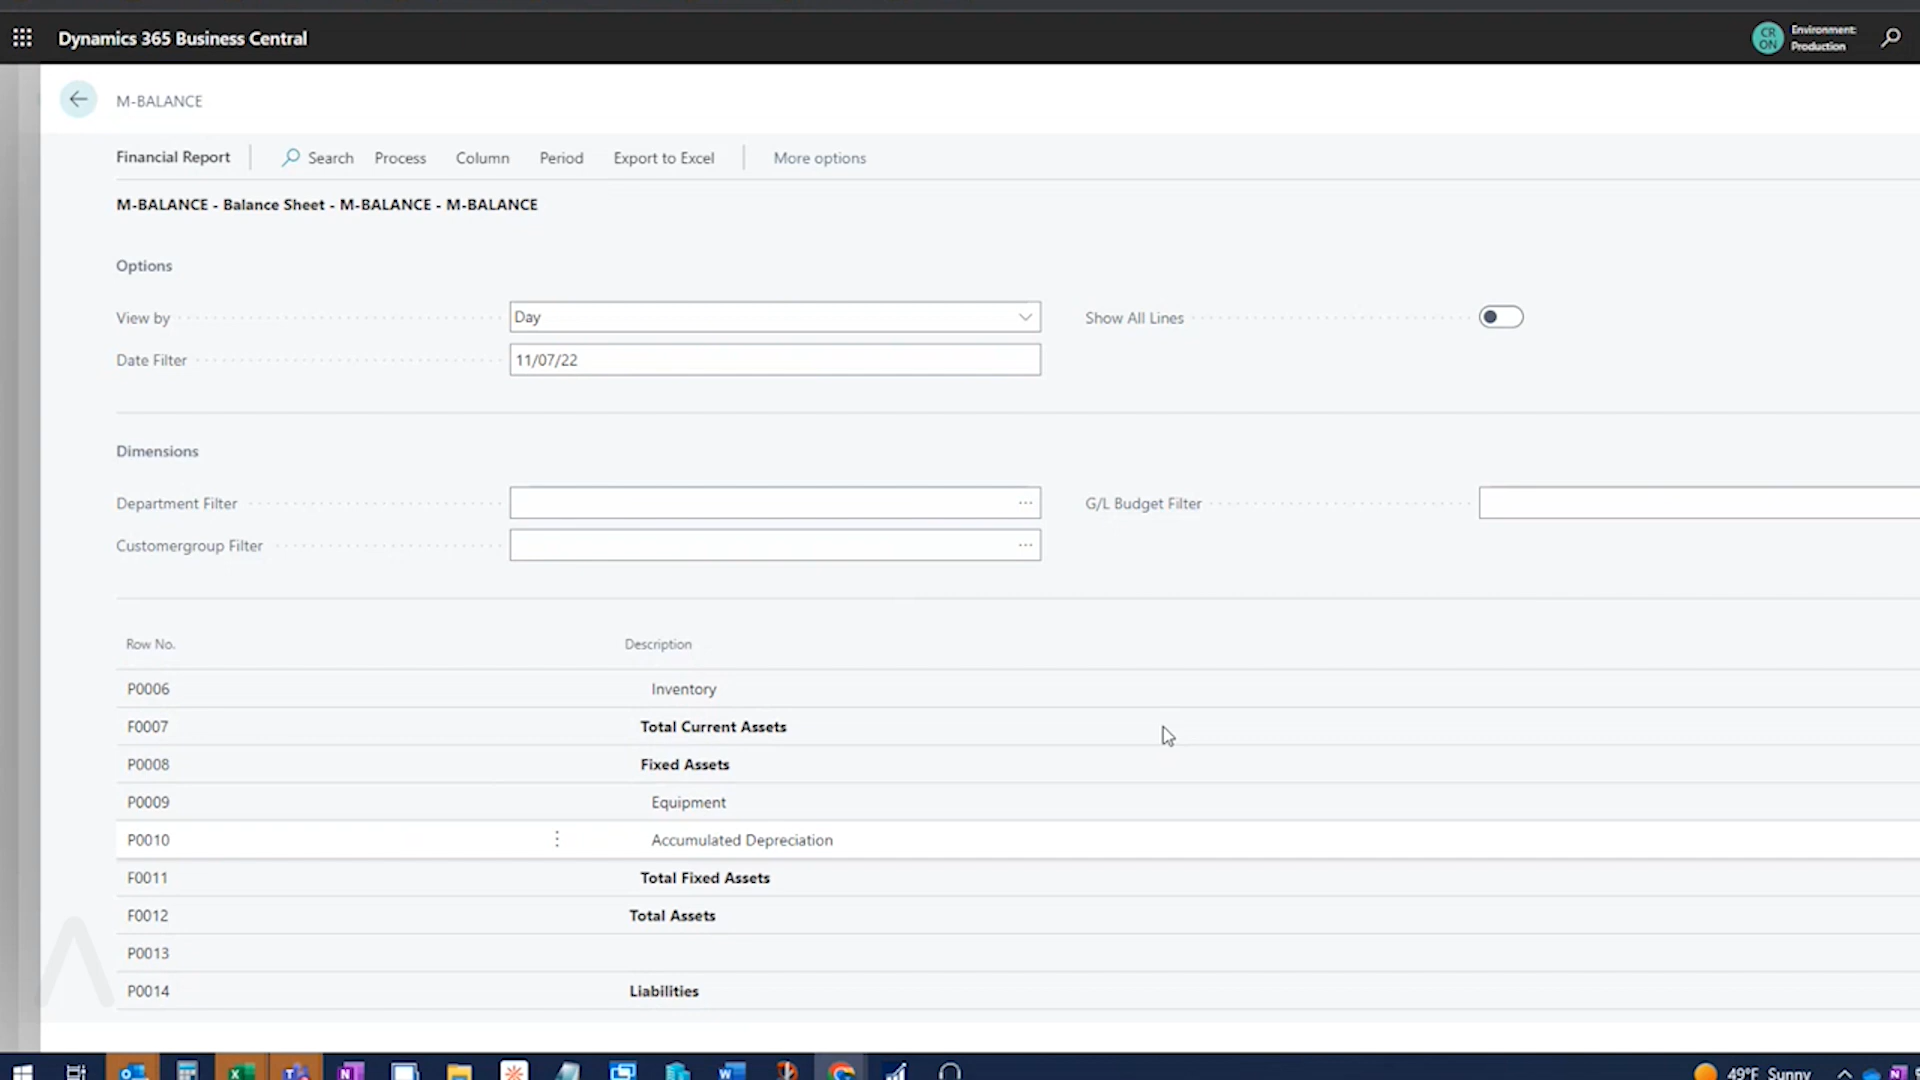 Dynamics 365 Business Central
CR
ON
Environment:
Production
M-BALANCE
Financial Report
Search
Process
Column
Period
Export to Excel
More options
M-BALANCE - Balance Sheet - M-BALANCE - M-BALANCE
Options
View by
Day
Show All Lines
Date Filter
11/07/22
Dimensions
Department Filter
G/L Budget Filter
Customergroup Filter
Row No. Description
P0006 Inventory
F0007 Total Current Assets
P0008 Fixed Assets
P0009 Equipment
P0010 Accumulated Depreciation
F0011 Total Fixed Assets
F0012 Total Assets
P0013
P0014 Liabilities
49°F Sunny